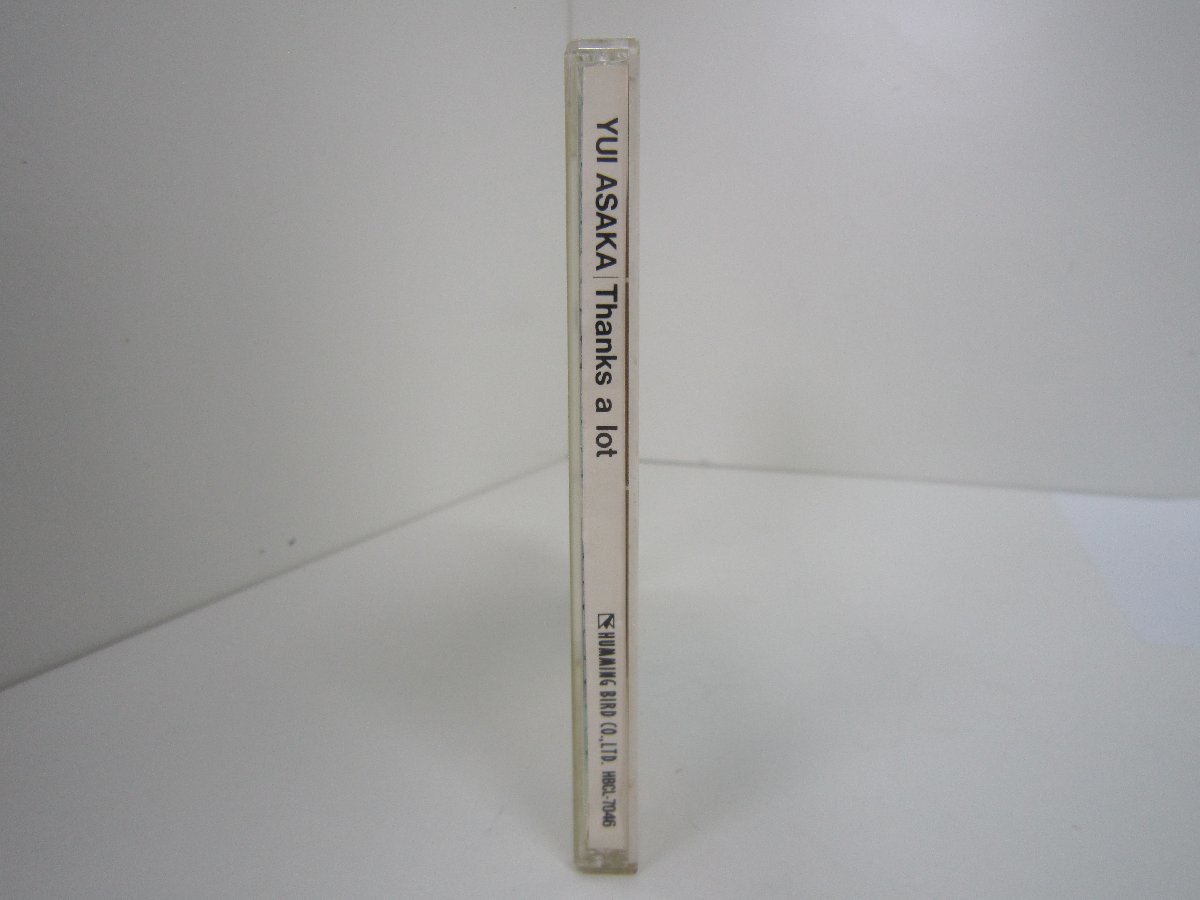 YUI ASAKA | Thanks a lot
HUMMING BIRD CO.,LTD. HBCL-7046